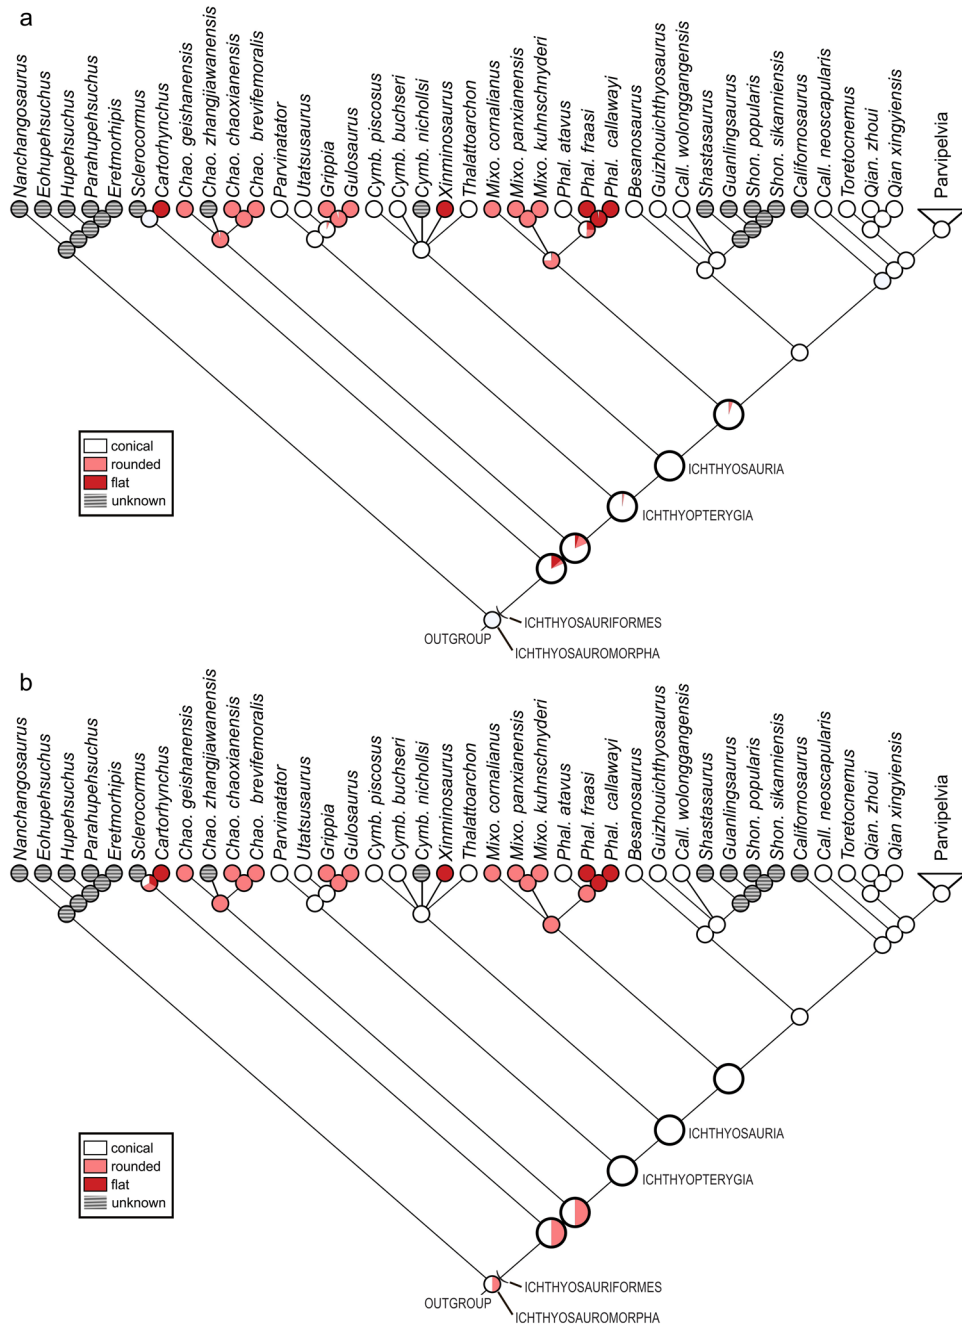 a
Nanchangosaurus
Eohupehsuchus
Hupehsuchus
Parahupehsuchus
Eretmorhipis
Sclerocormus
Cartorhynchus
Chao. geishanensis
Chao. zhangjiawanensis
Chao. chaoxianensis
Chao. brevifemoralis
Parvinatator
Utatsusaurus
Grippia
Gulosaurus
Cymb. piscosus
Cymb. buchseri
Cymb. nichollsi
Xinminosaurus
Thalattoarchon
Mixo. cornalianus
Mixo. panxianensis
Mixo. kuhnschnyderi
Phal. atavus
Phal. fraasi
Phal. callawayi
Besanosaurus
Guizhouichthyosaurus
Call. wolonggangensis
Shastasaurus
Guanlingsaurus
Shon. popularis
Shon. sikanniensis
Californosaurus
Call. neoscapularis
Toretocnemus
Qian. zhoui
Qian xingyiensis
Parvipelvia
conical
rounded
flat
unknown
ICHTHYOSAURIA
ICHTHYOPTERYGIA
ICHTHYOSAURIFORMES
OUTGROUP
ICHTHYOSAUROMORPHA
b
Nanchangosaurus
Eohupehsuchus
Hupehsuchus
Parahupehsuchus
Eretmorhipis
Sclerocormus
Cartorhynchus
Chao. geishanensis
Chao. zhangjiawanensis
Chao. chaoxianensis
Chao. brevifemoralis
Parvinatator
Utatsusaurus
Grippia
Gulosaurus
Cymb. piscosus
Cymb. buchseri
Cymb. nichollsi
Xinminosaurus
Thalattoarchon
Mixo. cornalianus
Mixo. panxianensis
Mixo. kuhnschnyderi
Phal. atavus
Phal. fraasi
Phal. callawayi
Besanosaurus
Guizhouichthyosaurus
Call. wolonggangensis
Shastasaurus
Guanlingsaurus
Shon. popularis
Shon. sikanniensis
Californosaurus
Call. neoscapularis
Toretocnemus
Qian. zhoui
Qian xingyiensis
Parvipelvia
conical
rounded
flat
unknown
ICHTHYOSAURIA
ICHTHYOPTERYGIA
ICHTHYOSAURIFORMES
OUTGROUP
ICHTHYOSAUROMORPHA